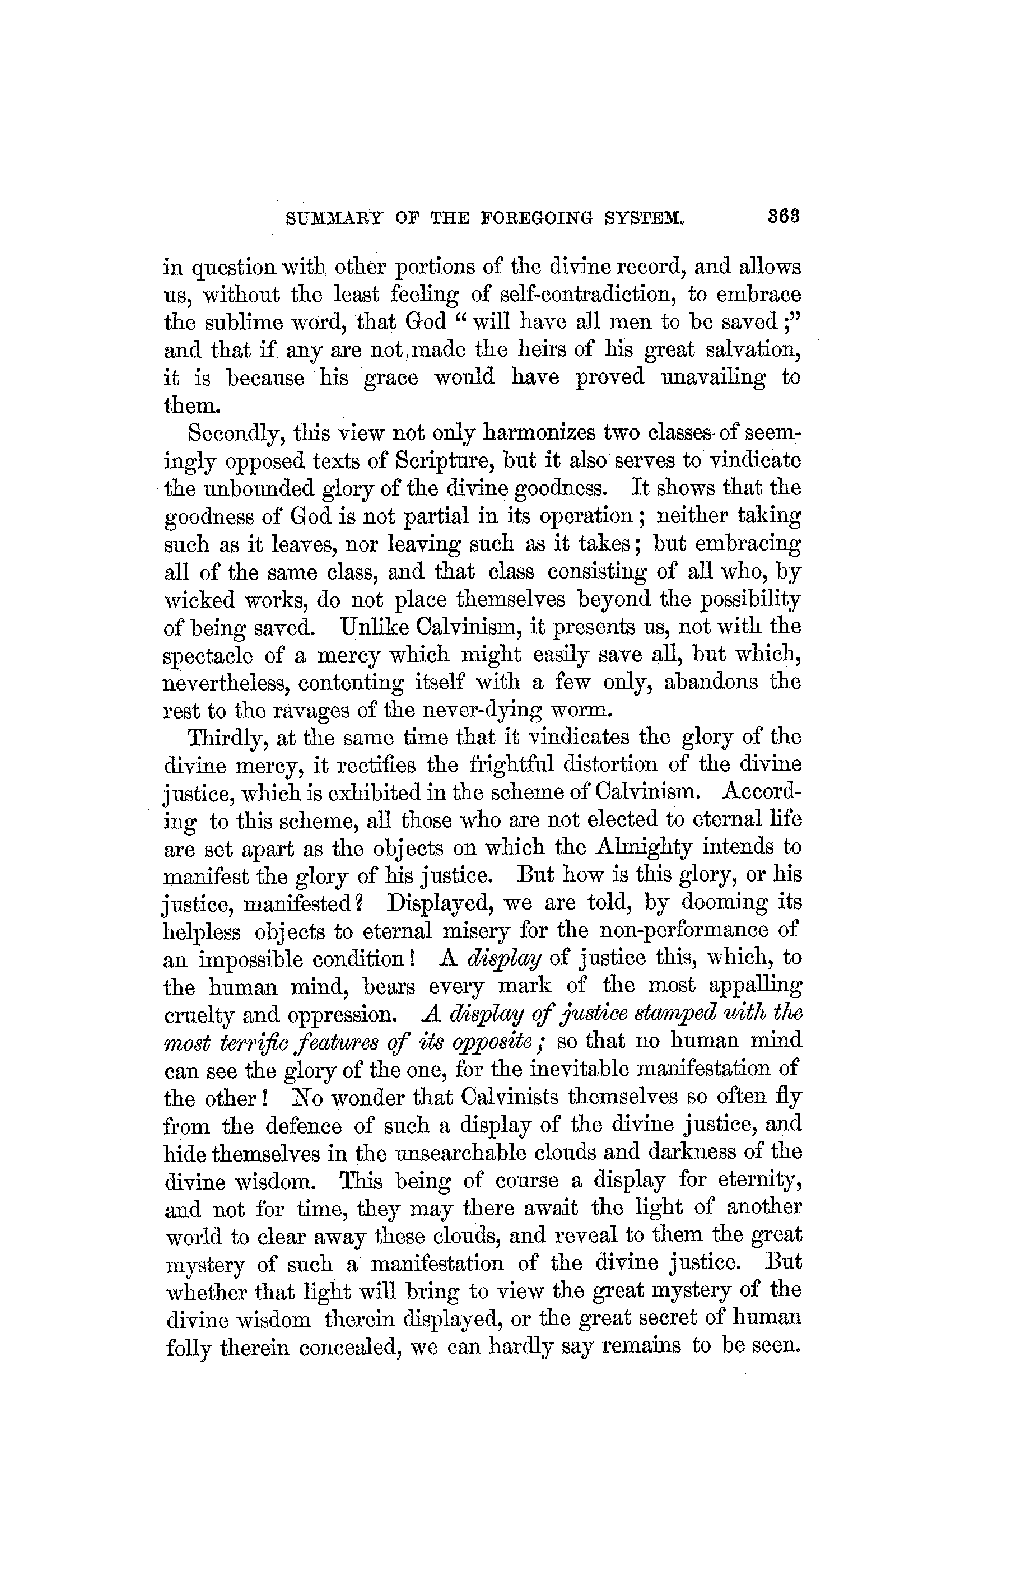 SUMMARY OF THE FOREGOING SYSTEM. 363
in question with other portions of the divine record, and allows
us, without the least feeling of self-contradiction, to embrace
the sublime word, that God “ will have all men to be saved ;”
and that if any are not made the heirs of his great salvation,
it is because his grace would have proved unavailing to
them.
Secondly, this view not only harmonizes two classes of seem-
ingly opposed texts of Scripture, but it also serves to vindicate
the unbounded glory of the divine goodness. It shows that the
goodness of God is not partial in its operation ; neither taking
such as it leaves, nor leaving such as it takes ; but embracing
all of the same class, and that class consisting of all who, by
wicked works, do not place themselves beyond the possibility
of being saved. Unlike Calvinism, it presents us, not with the
spectacle of a mercy which might easily save all, but which,
nevertheless, contenting itself with a few only, abandons the
rest to the ravages of the never-dying worm.
Thirdly, at the same time that it vindicates the glory of the
divine mercy, it rectifies the frightful distortion of the divine
justice, which is exhibited in the scheme of Calvinism. Accord-
ing to this scheme, all those who are not elected to eternal life
are set apart as the objects on which the Almighty intends to
manifest the glory of his justice. But how is this glory, or his
justice, manifested ? Displayed, we are told, by dooming its
helpless objects to eternal misery for the non-performance of
an impossible condition ! A display of justice this, which, to
the human mind, bears every mark of the most appalling
cruelty and oppression. A display of justice stamped with the
most terrific features of its opposite ; so that no human mind
can see the glory of the one, for the inevitable manifestation of
the other ! No wonder that Calvinists themselves so often fly
from the defence of such a display of the divine justice, and
hide themselves in the unsearchable clouds and darkness of the
divine wisdom. This being of course a display for eternity,
and not for time, they may there await the light of another
world to clear away these clouds, and reveal to them the great
mystery of such a manifestation of the divine justice. But
whether that light will bring to view the great mystery of the
divine wisdom therein displayed, or the great secret of human
folly therein concealed, we can hardly say remains to be seen.